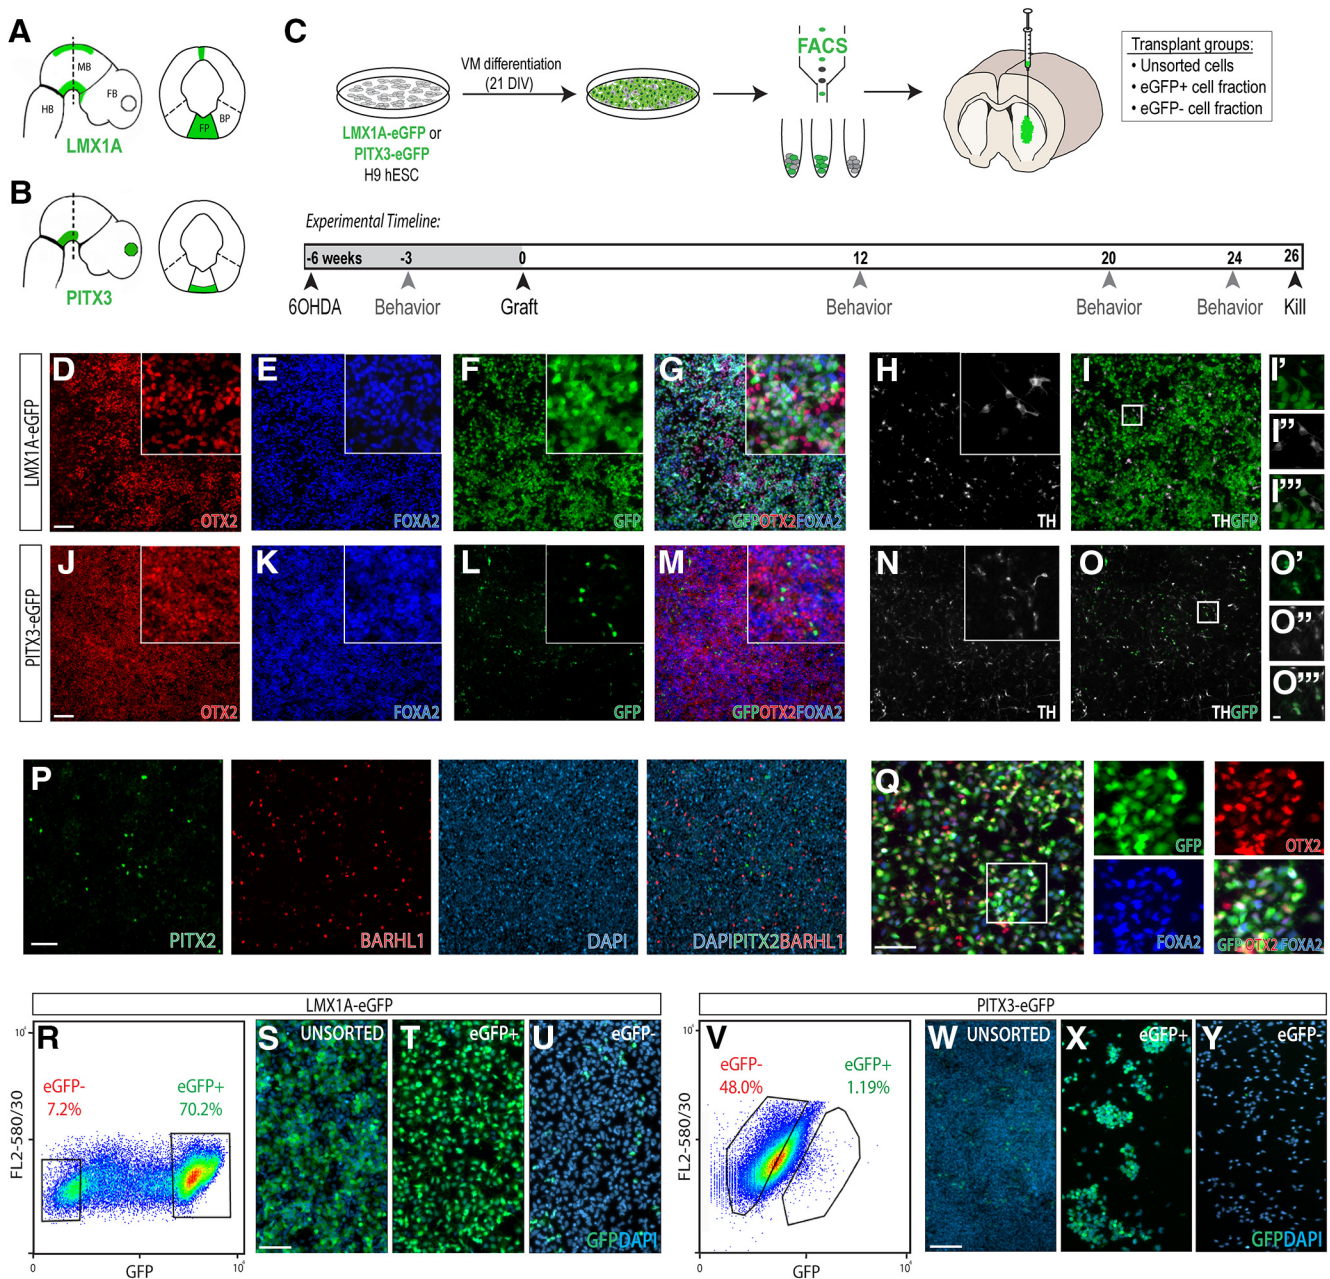 A
MB
HB
FB
LMX1A
FP
BP
B
PITX3
C
VM differentiation
(21 DIV)
LMX1A-eGFP or
PITX3-eGFP
H9 hESC
FACS
Transplant groups:
• Unsorted cells
• eGFP+ cell fraction
• eGFP- cell fraction
Experimental Timeline:
-6 weeks -3 0 12 20 24 26
6OHDA Behavior Graft Behavior Behavior Behavior Kill
LMX1A-eGFP
D OTX2
E FOXA2
F GFP
G GFPOTX2FOXA2
H TH
I THGFP
I'
I''
I'''
PITX3-eGFP
J OTX2
K FOXA2
L GFP
M GFPOTX2FOXA2
N TH
O THGFP
O'
O''
O'''
P PITX2
BARHL1
DAPI
DAPIPITX2BARHL1
Q
GFP
OTX2
FOXA2
GFPOTX2FOXA2
LMX1A-eGFP
R
eGFP-
7.2%
eGFP+
70.2%
FL2-580/30
0
GFP
S UNSORTED
T eGFP+
U eGFP-
GFPDAPI
PITX3-eGFP
V
eGFP-
48.0%
eGFP+
1.19%
FL2-580/30
0
GFP
W UNSORTED
X eGFP+
Y eGFP-
GFPDAPI